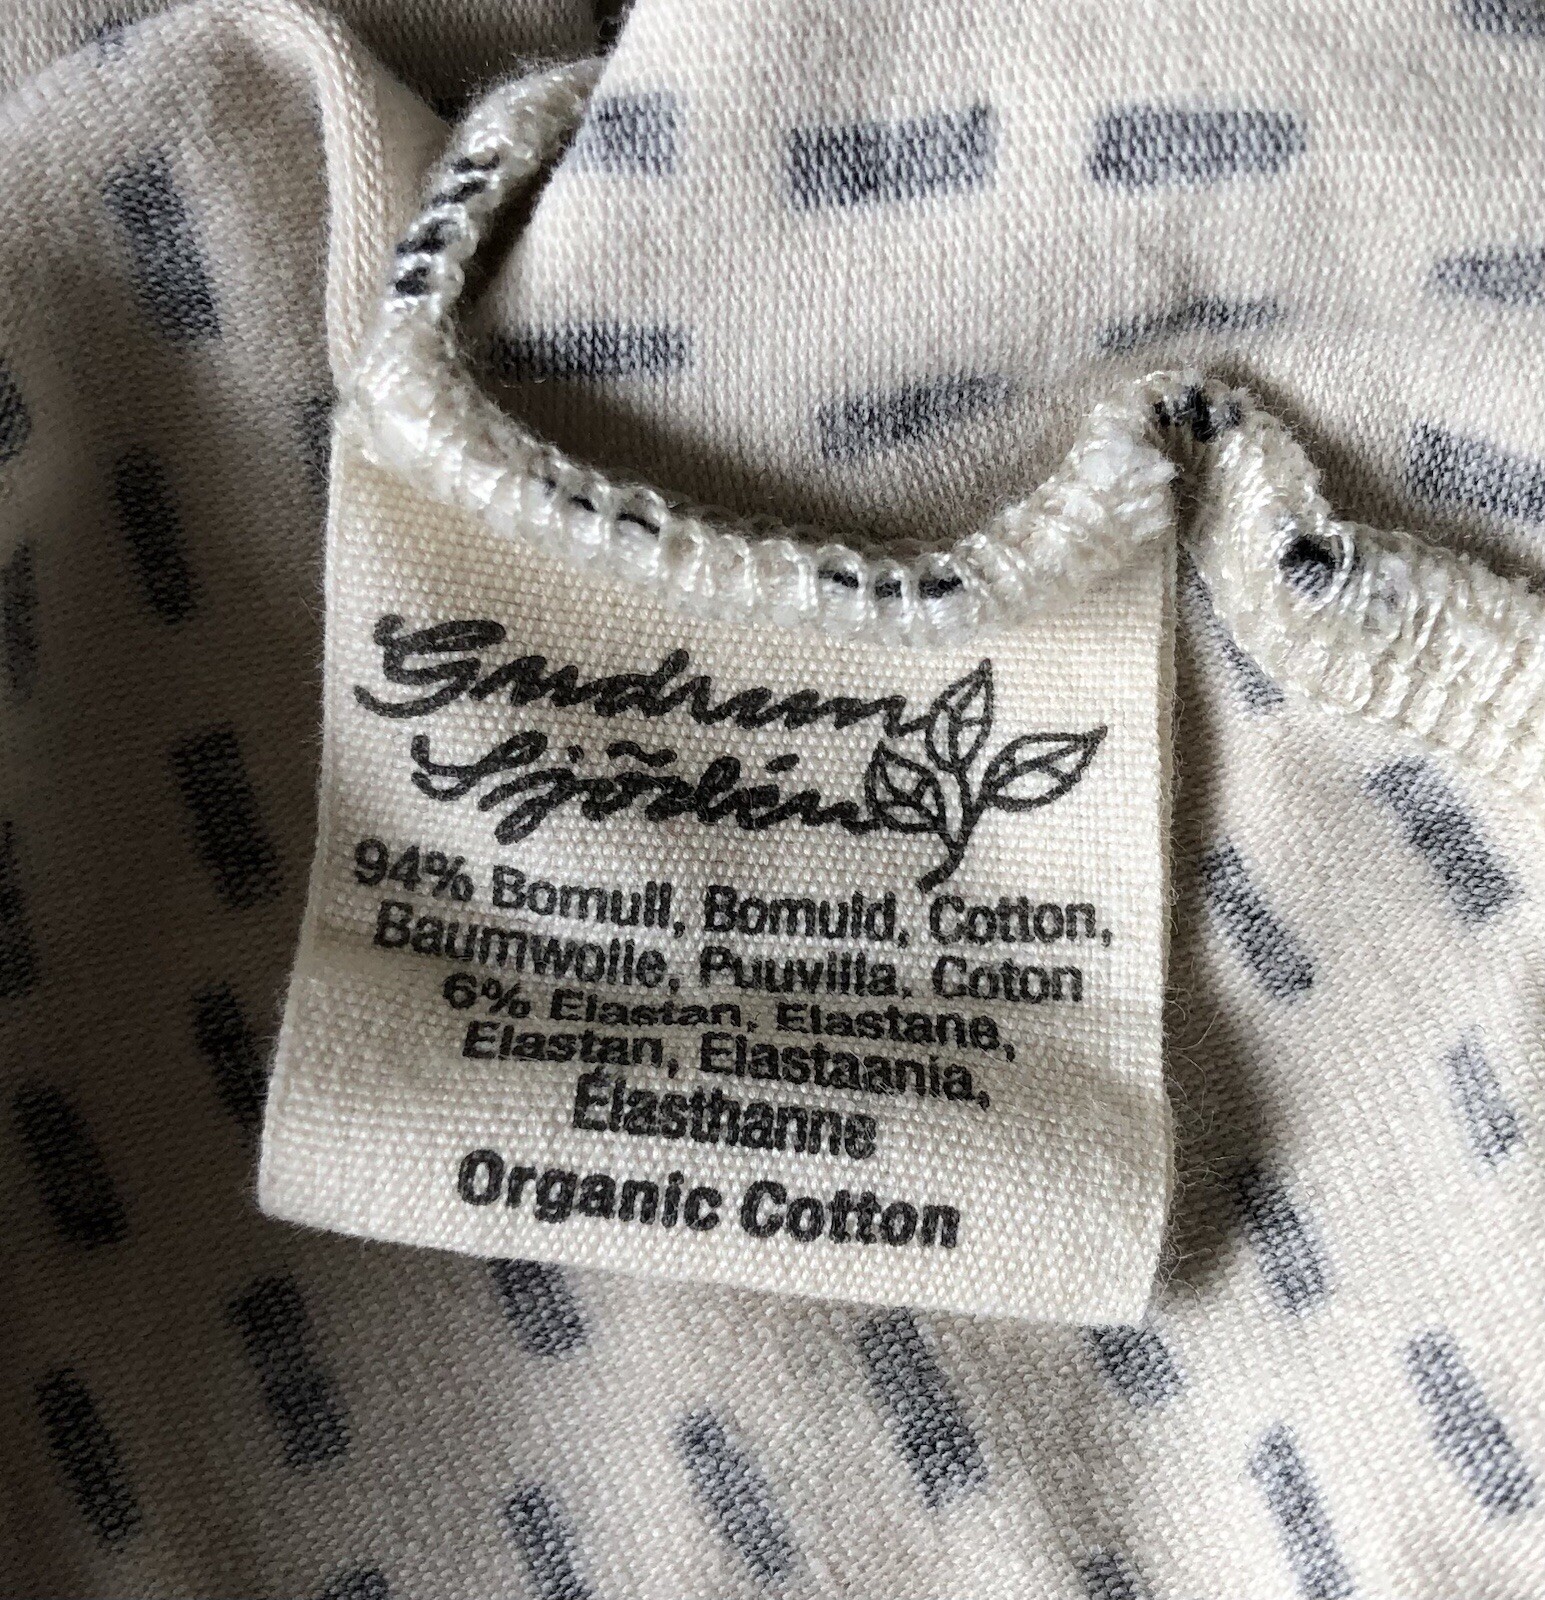 Gudrun
Sjödén
94% Bomull, Bomuld, Cotton,
Baumwolle, Puuvilla, Coton
6% Elastan, Elastane,
Elastan, Elastaania,
Élasthanne
Organic Cotton